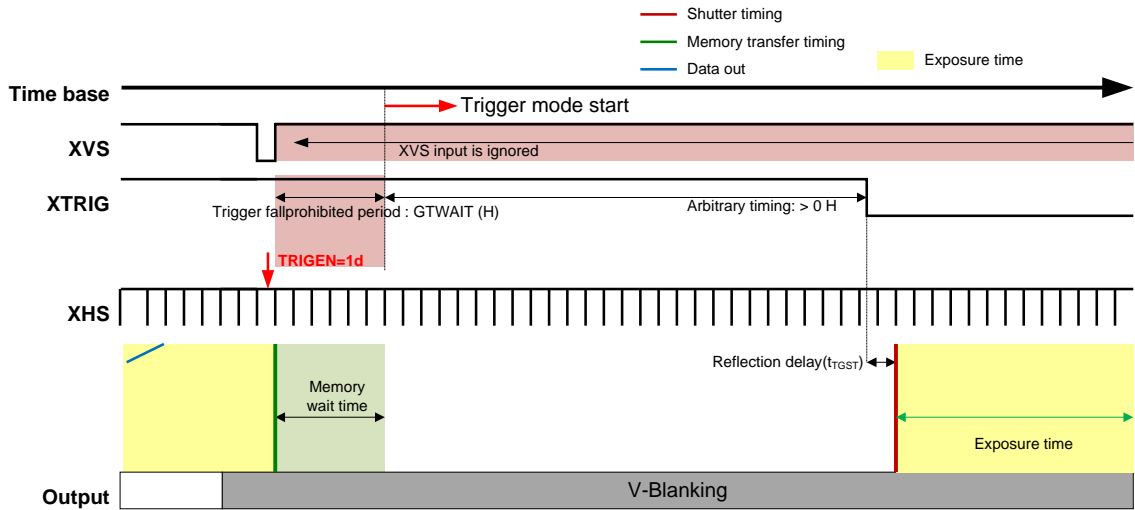 Shutter timing
Memory transfer timing
Data out
Exposure time
Time base
Trigger mode start
XVS
XVS input is ignored
XTRIG
Trigger fallprohibited period : GTWAIT (H)
Arbitrary timing: > 0 H
TRIGEN=1d
XHS
Reflection delay(tTGST)
Memory
wait time
Exposure time
Output
V-Blanking